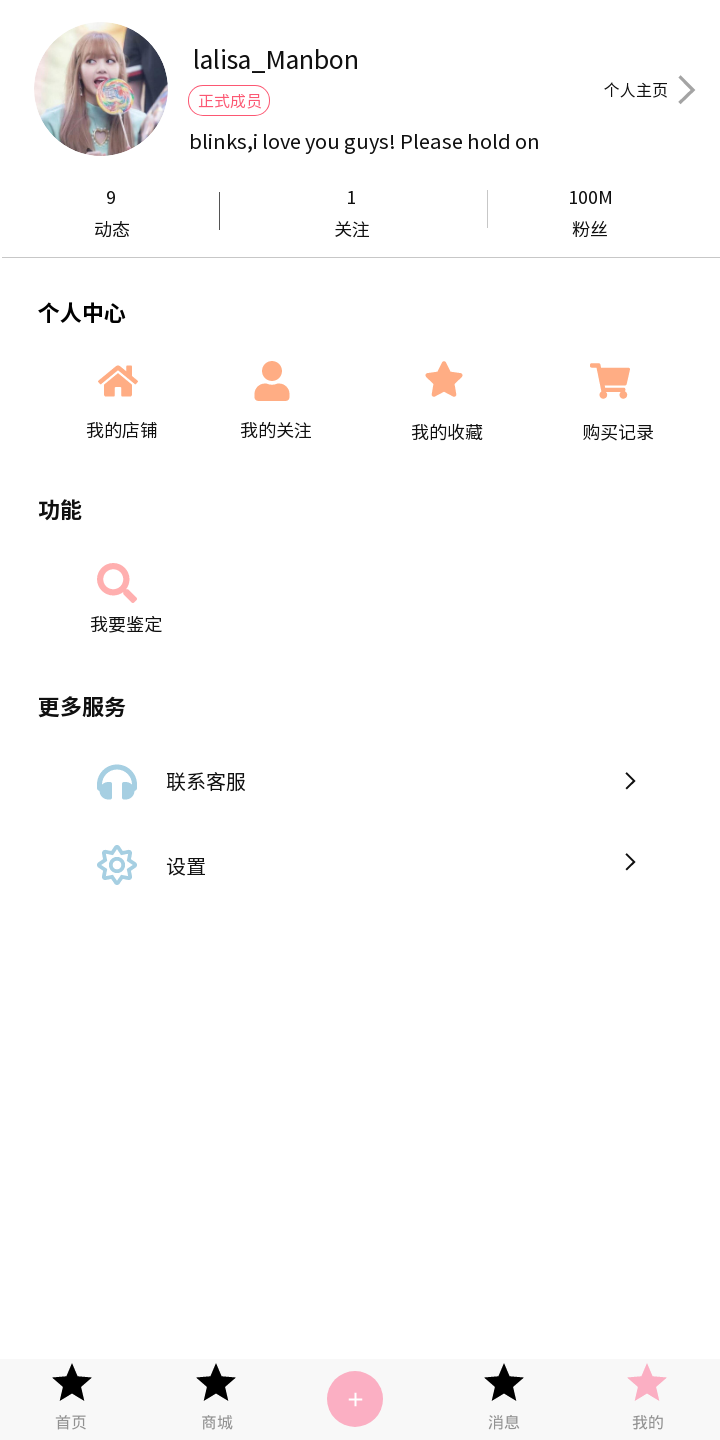 lalisa_Manbon
正式成员
个人主页
blinks,i love you guys! Please hold on
9 1 100M
动态 关注 粉丝
个人中心
我的店铺 我的关注 我的收藏 购买记录
功能
我要鉴定
更多服务
联系客服
设置
首页 商城 消息 我的